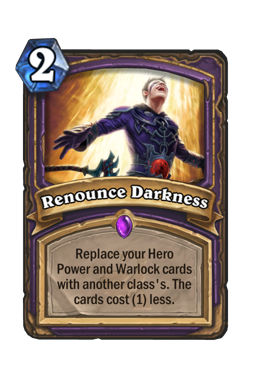 2
Renounce Darkness
Replace your Hero
Power and Warlock cards
with another class's. The
cards cost (1) less.